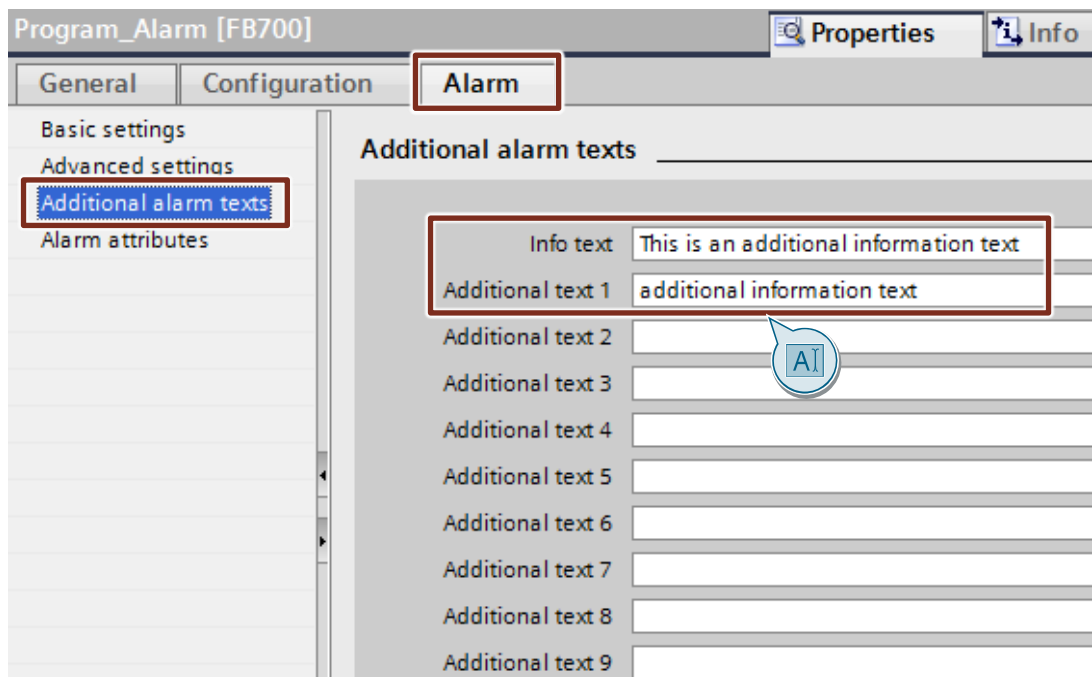 Program_Alarm [FB700]
Properties
Info
General
Configuration
Alarm
Basic settings
Advanced settings
Additional alarm texts
Alarm attributes
Additional alarm texts
Info text This is an additional information text
Additional text 1 additional information text
Additional text 2
AI
Additional text 3
Additional text 4
Additional text 5
Additional text 6
Additional text 7
Additional text 8
Additional text 9